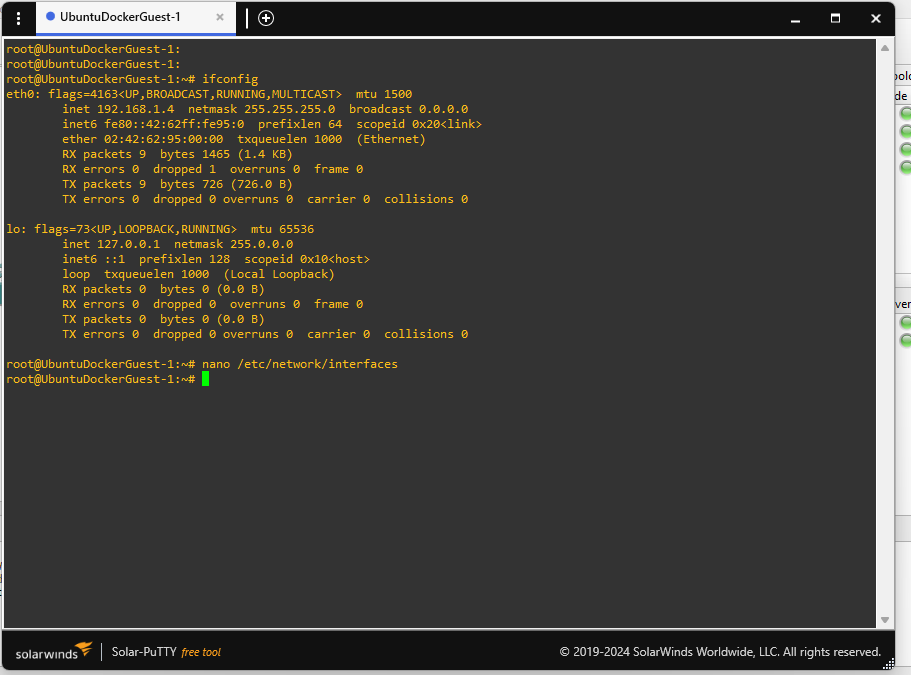 UbuntuDockerGuest-1
root@UbuntuDockerGuest-1:
root@UbuntuDockerGuest-1:
root@UbuntuDockerGuest-1:~# ifconfig
eth0: flags=4163<UP,BROADCAST,RUNNING,MULTICAST>  mtu 1500
        inet 192.168.1.4  netmask 255.255.255.0  broadcast 0.0.0.0
        inet6 fe80::42:62ff:fe95:0  prefixlen 64  scopeid 0x20<link>
        ether 02:42:62:95:00:00  txqueuelen 1000  (Ethernet)
        RX packets 9  bytes 1465 (1.4 KB)
        RX errors 0  dropped 1  overruns 0  frame 0
        TX packets 9  bytes 726 (726.0 B)
        TX errors 0  dropped 0 overruns 0  carrier 0  collisions 0
lo: flags=73<UP,LOOPBACK,RUNNING>  mtu 65536
        inet 127.0.0.1  netmask 255.0.0.0
        inet6 ::1  prefixlen 128  scopeid 0x10<host>
        loop  txqueuelen 1000  (Local Loopback)
        RX packets 0  bytes 0 (0.0 B)
        RX errors 0  dropped 0  overruns 0  frame 0
        TX packets 0  bytes 0 (0.0 B)
        TX errors 0  dropped 0 overruns 0  carrier 0  collisions 0
root@UbuntuDockerGuest-1:~# nano /etc/network/interfaces
root@UbuntuDockerGuest-1:~#
solarwinds Solar-PuTTY free tool © 2019-2024 SolarWinds Worldwide, LLC. All rights reserved.